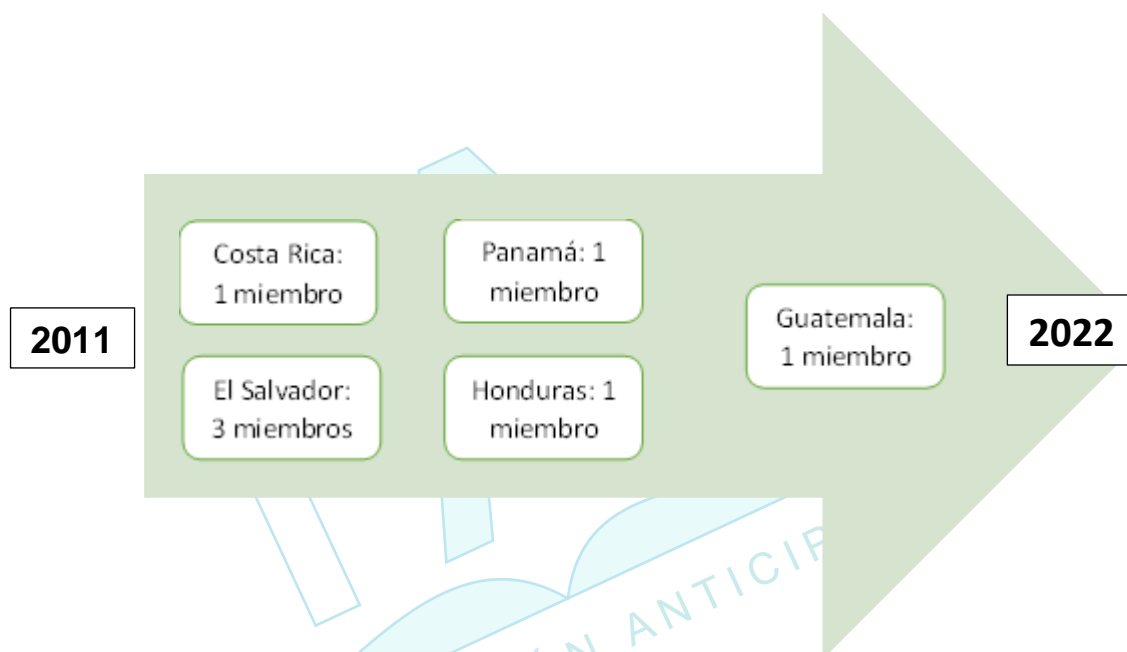 2011
Costa Rica:
1 miembro
El Salvador:
3 miembros
Panamá: 1
miembro
Honduras: 1
miembro
Guatemala:
1 miembro
2022
ANTICIP